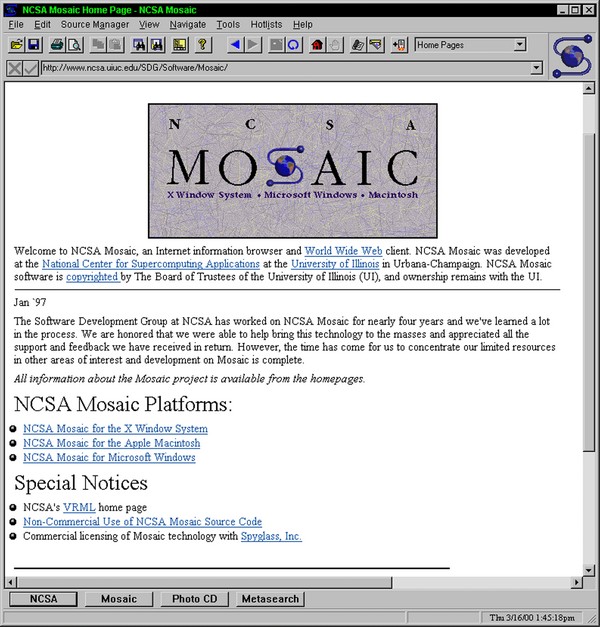 NCSA Mosaic Home Page - NCSA Mosaic
File Edit Source Manager View Navigate Tools Hotlists Help
Home Pages
http://www.ncsa.uiuc.edu/SDG/Software/Mosaic/
N C S A
MOSAIC
X Window System • Microsoft Windows • Macintosh
Welcome to NCSA Mosaic, an Internet information browser and World Wide Web client. NCSA Mosaic was developed
at the National Center for Supercomputing Applications at the University of Illinois in Urbana-Champaign. NCSA Mosaic
software is copyrighted by The Board of Trustees of the University of Illinois (UI), and ownership remains with the UI.
Jan '97
The Software Development Group at NCSA has worked on NCSA Mosaic for nearly four years and we've learned a lot
in the process. We are honored that we were able to help bring this technology to the masses and appreciated all the
support and feedback we have received in return. However, the time has come for us to concentrate our limited resources
in other areas of interest and development on Mosaic is complete.
All information about the Mosaic project is available from the homepages.
NCSA Mosaic Platforms:
NCSA Mosaic for the X Window System
NCSA Mosaic for the Apple Macintosh
NCSA Mosaic for Microsoft Windows
Special Notices
NCSA's VRML home page
Non-Commercial Use of NCSA Mosaic Source Code
Commercial licensing of Mosaic technology with Spyglass, Inc.
NCSA Mosaic Photo CD Metasearch
Thu 3/16/00 1:45:18pm